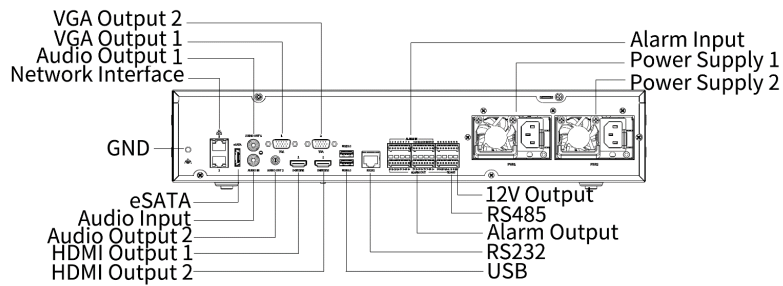 VGA Output 2
VGA Output 1
Audio Output 1
Network Interface
Alarm Input
Power Supply 1
Power Supply 2
GND
eSATA
Audio Input
Audio Output 2
HDMI Output 1
HDMI Output 2
12V Output
RS485
Alarm Output
RS232
USB